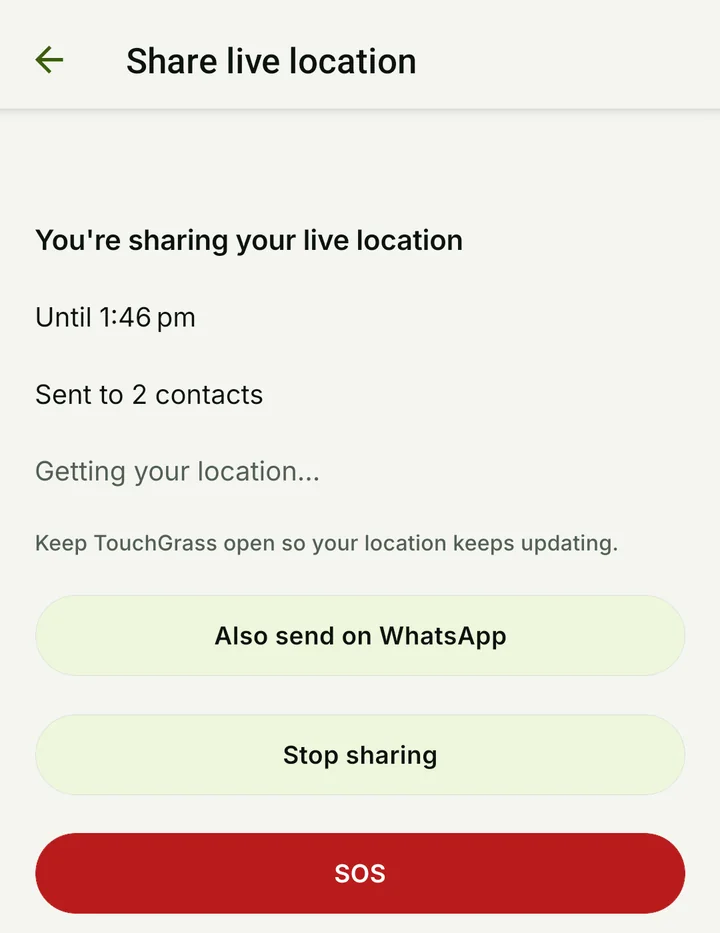 Share live location
You're sharing your live location
Until 1:46 pm
Sent to 2 contacts
Getting your location...
Keep TouchGrass open so your location keeps updating.
Also send on WhatsApp
Stop sharing
SOS